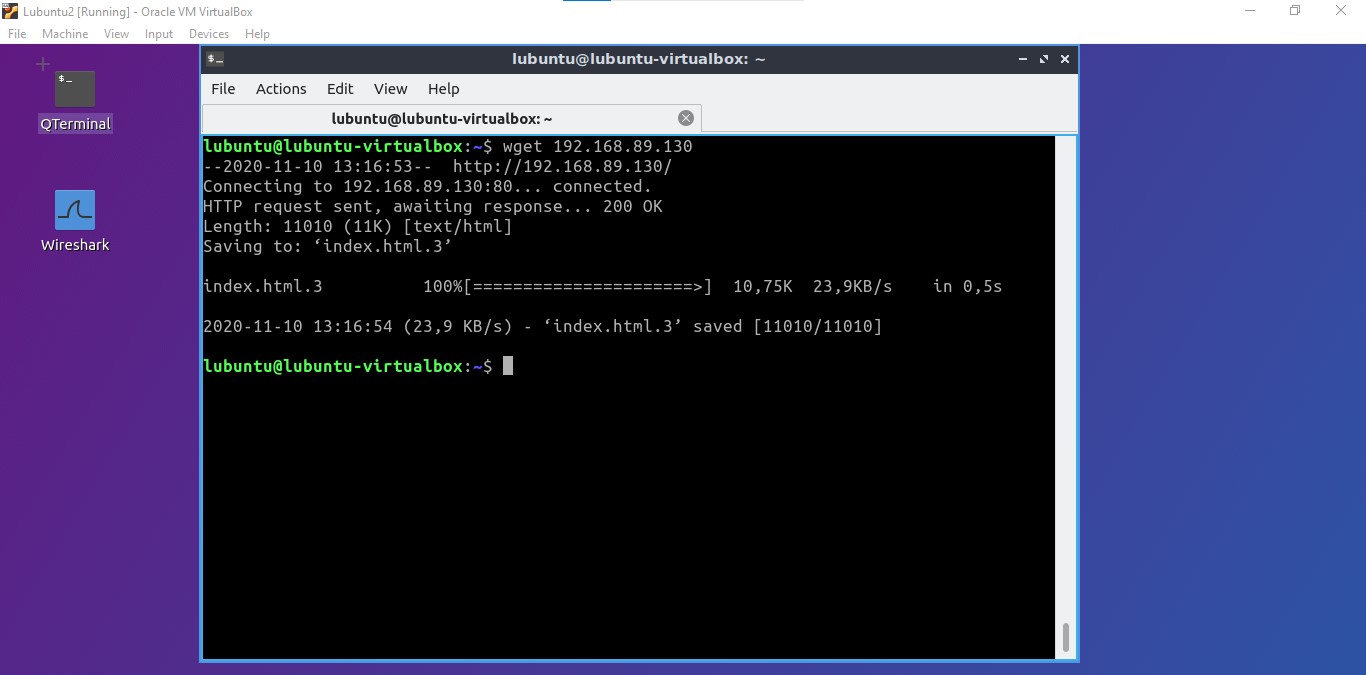 Lubuntu2 [Running] - Oracle VM VirtualBox
File Machine View Input Devices Help
lubuntu@lubuntu-virtualbox: ~
$_
QTerminal
Wireshark
File Actions Edit View Help
lubuntu@lubuntu-virtualbox: ~
lubuntu@lubuntu-virtualbox:~$ wget 192.168.89.130
--2020-11-10 13:16:53--  http://192.168.89.130/
Connecting to 192.168.89.130:80... connected.
HTTP request sent, awaiting response... 200 OK
Length: 11010 (11K) [text/html]
Saving to: ‘index.html.3’
index.html.3          100%[======================>]  10,75K  23,9KB/s    in 0,5s
2020-11-10 13:16:54 (23,9 KB/s) - ‘index.html.3’ saved [11010/11010]
lubuntu@lubuntu-virtualbox:~$